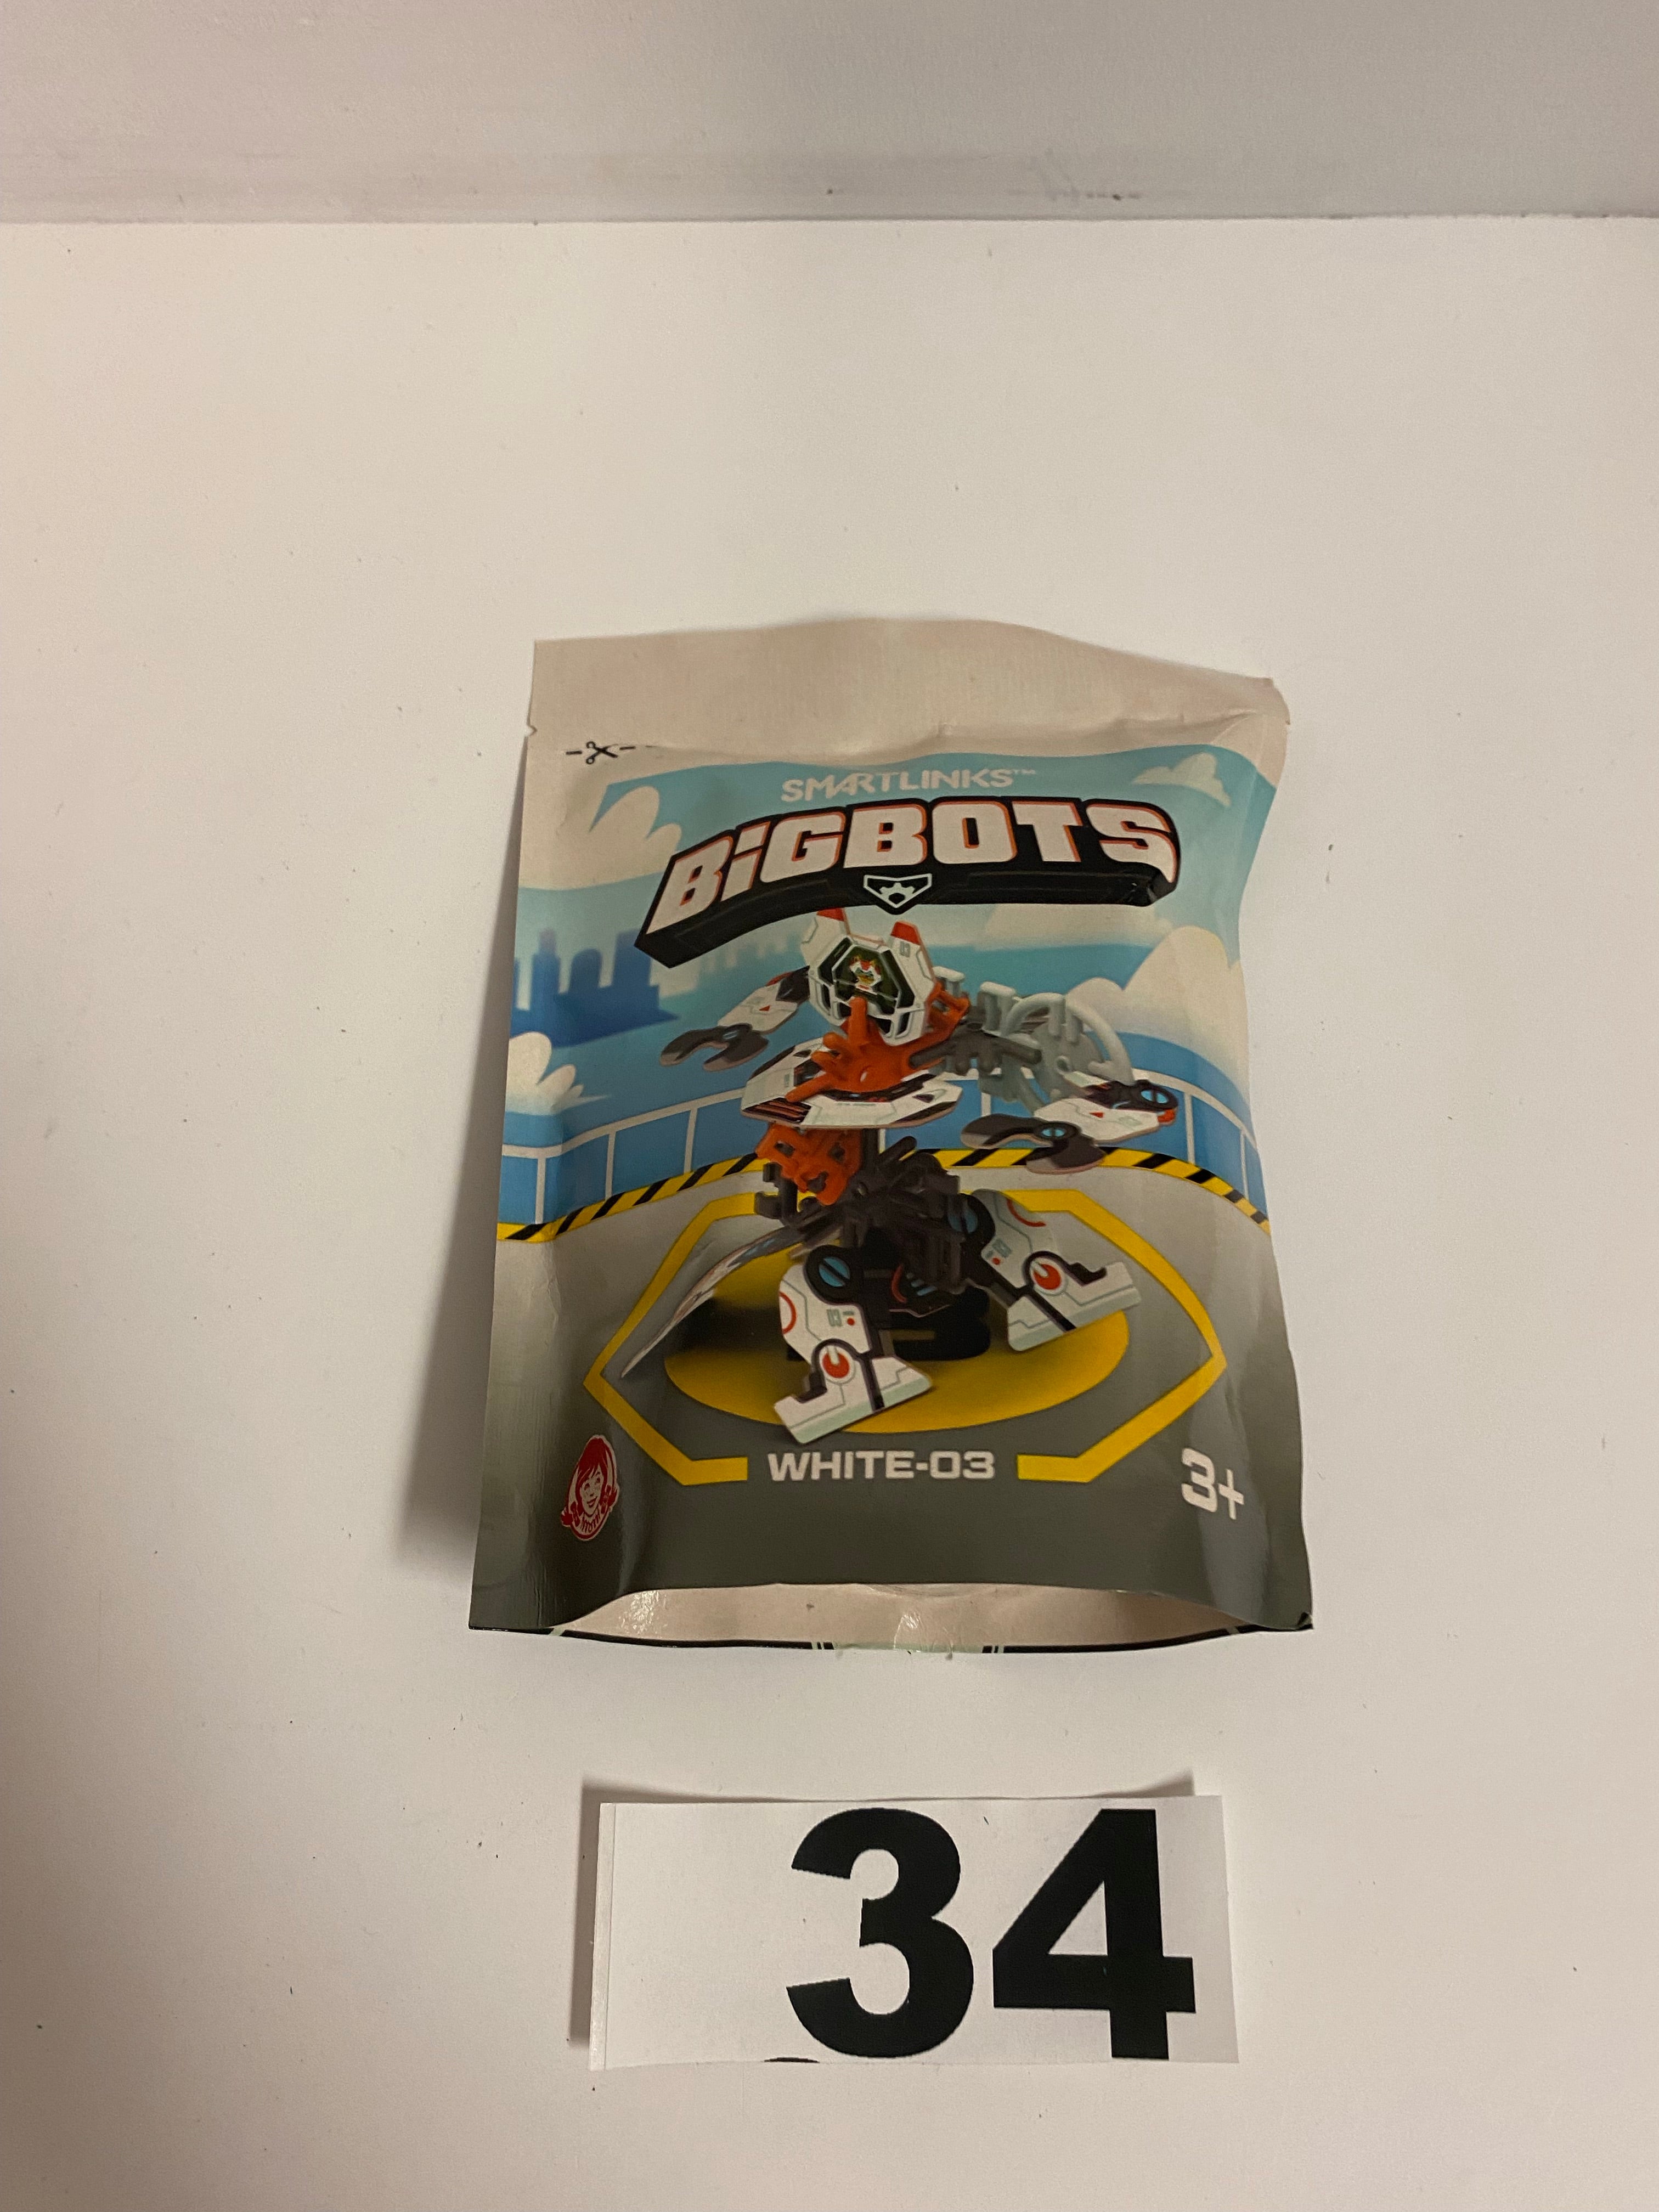 SMARTLINKS™
BiGBOTS
WHITE-03
3+
34